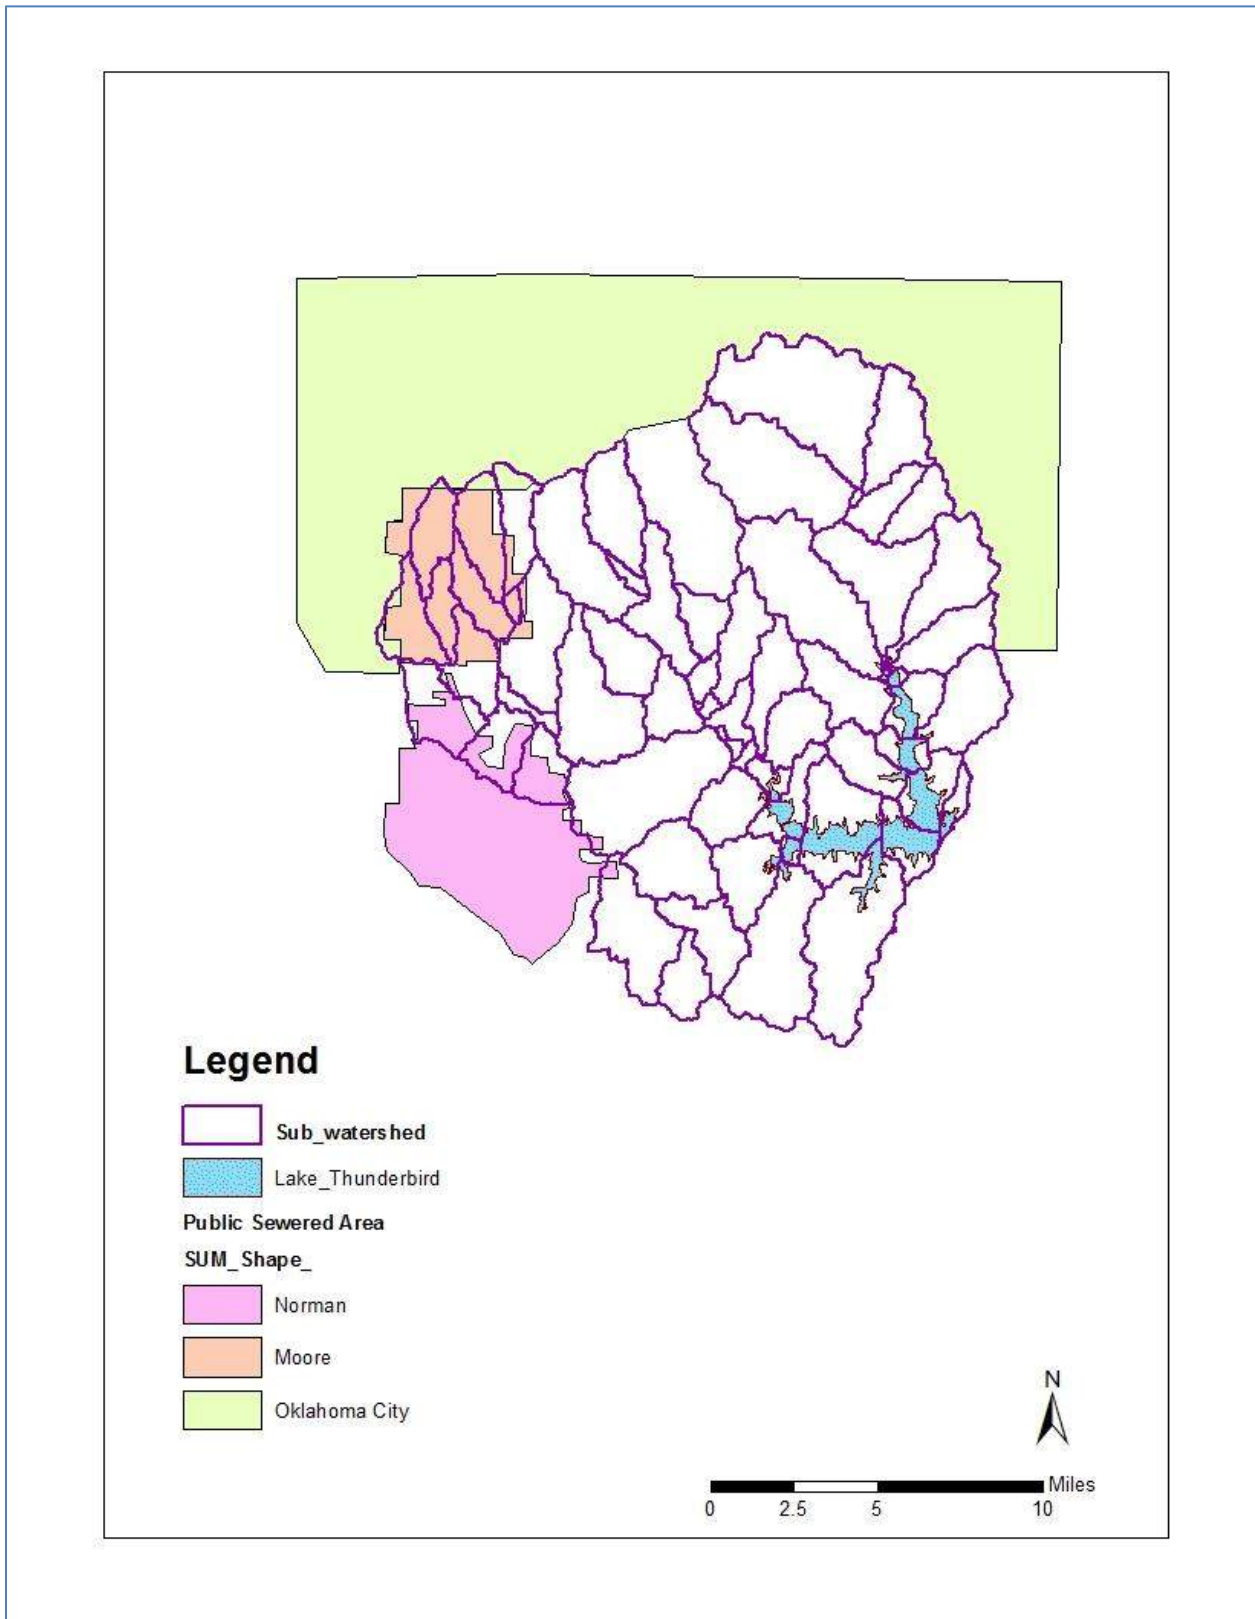 Legend
Sub_watershed
Lake_Thunderbird
Public Sewered Area
SUM_Shape_
Norman
Moore
Oklahoma City
N
Miles
0 2.5 5 10